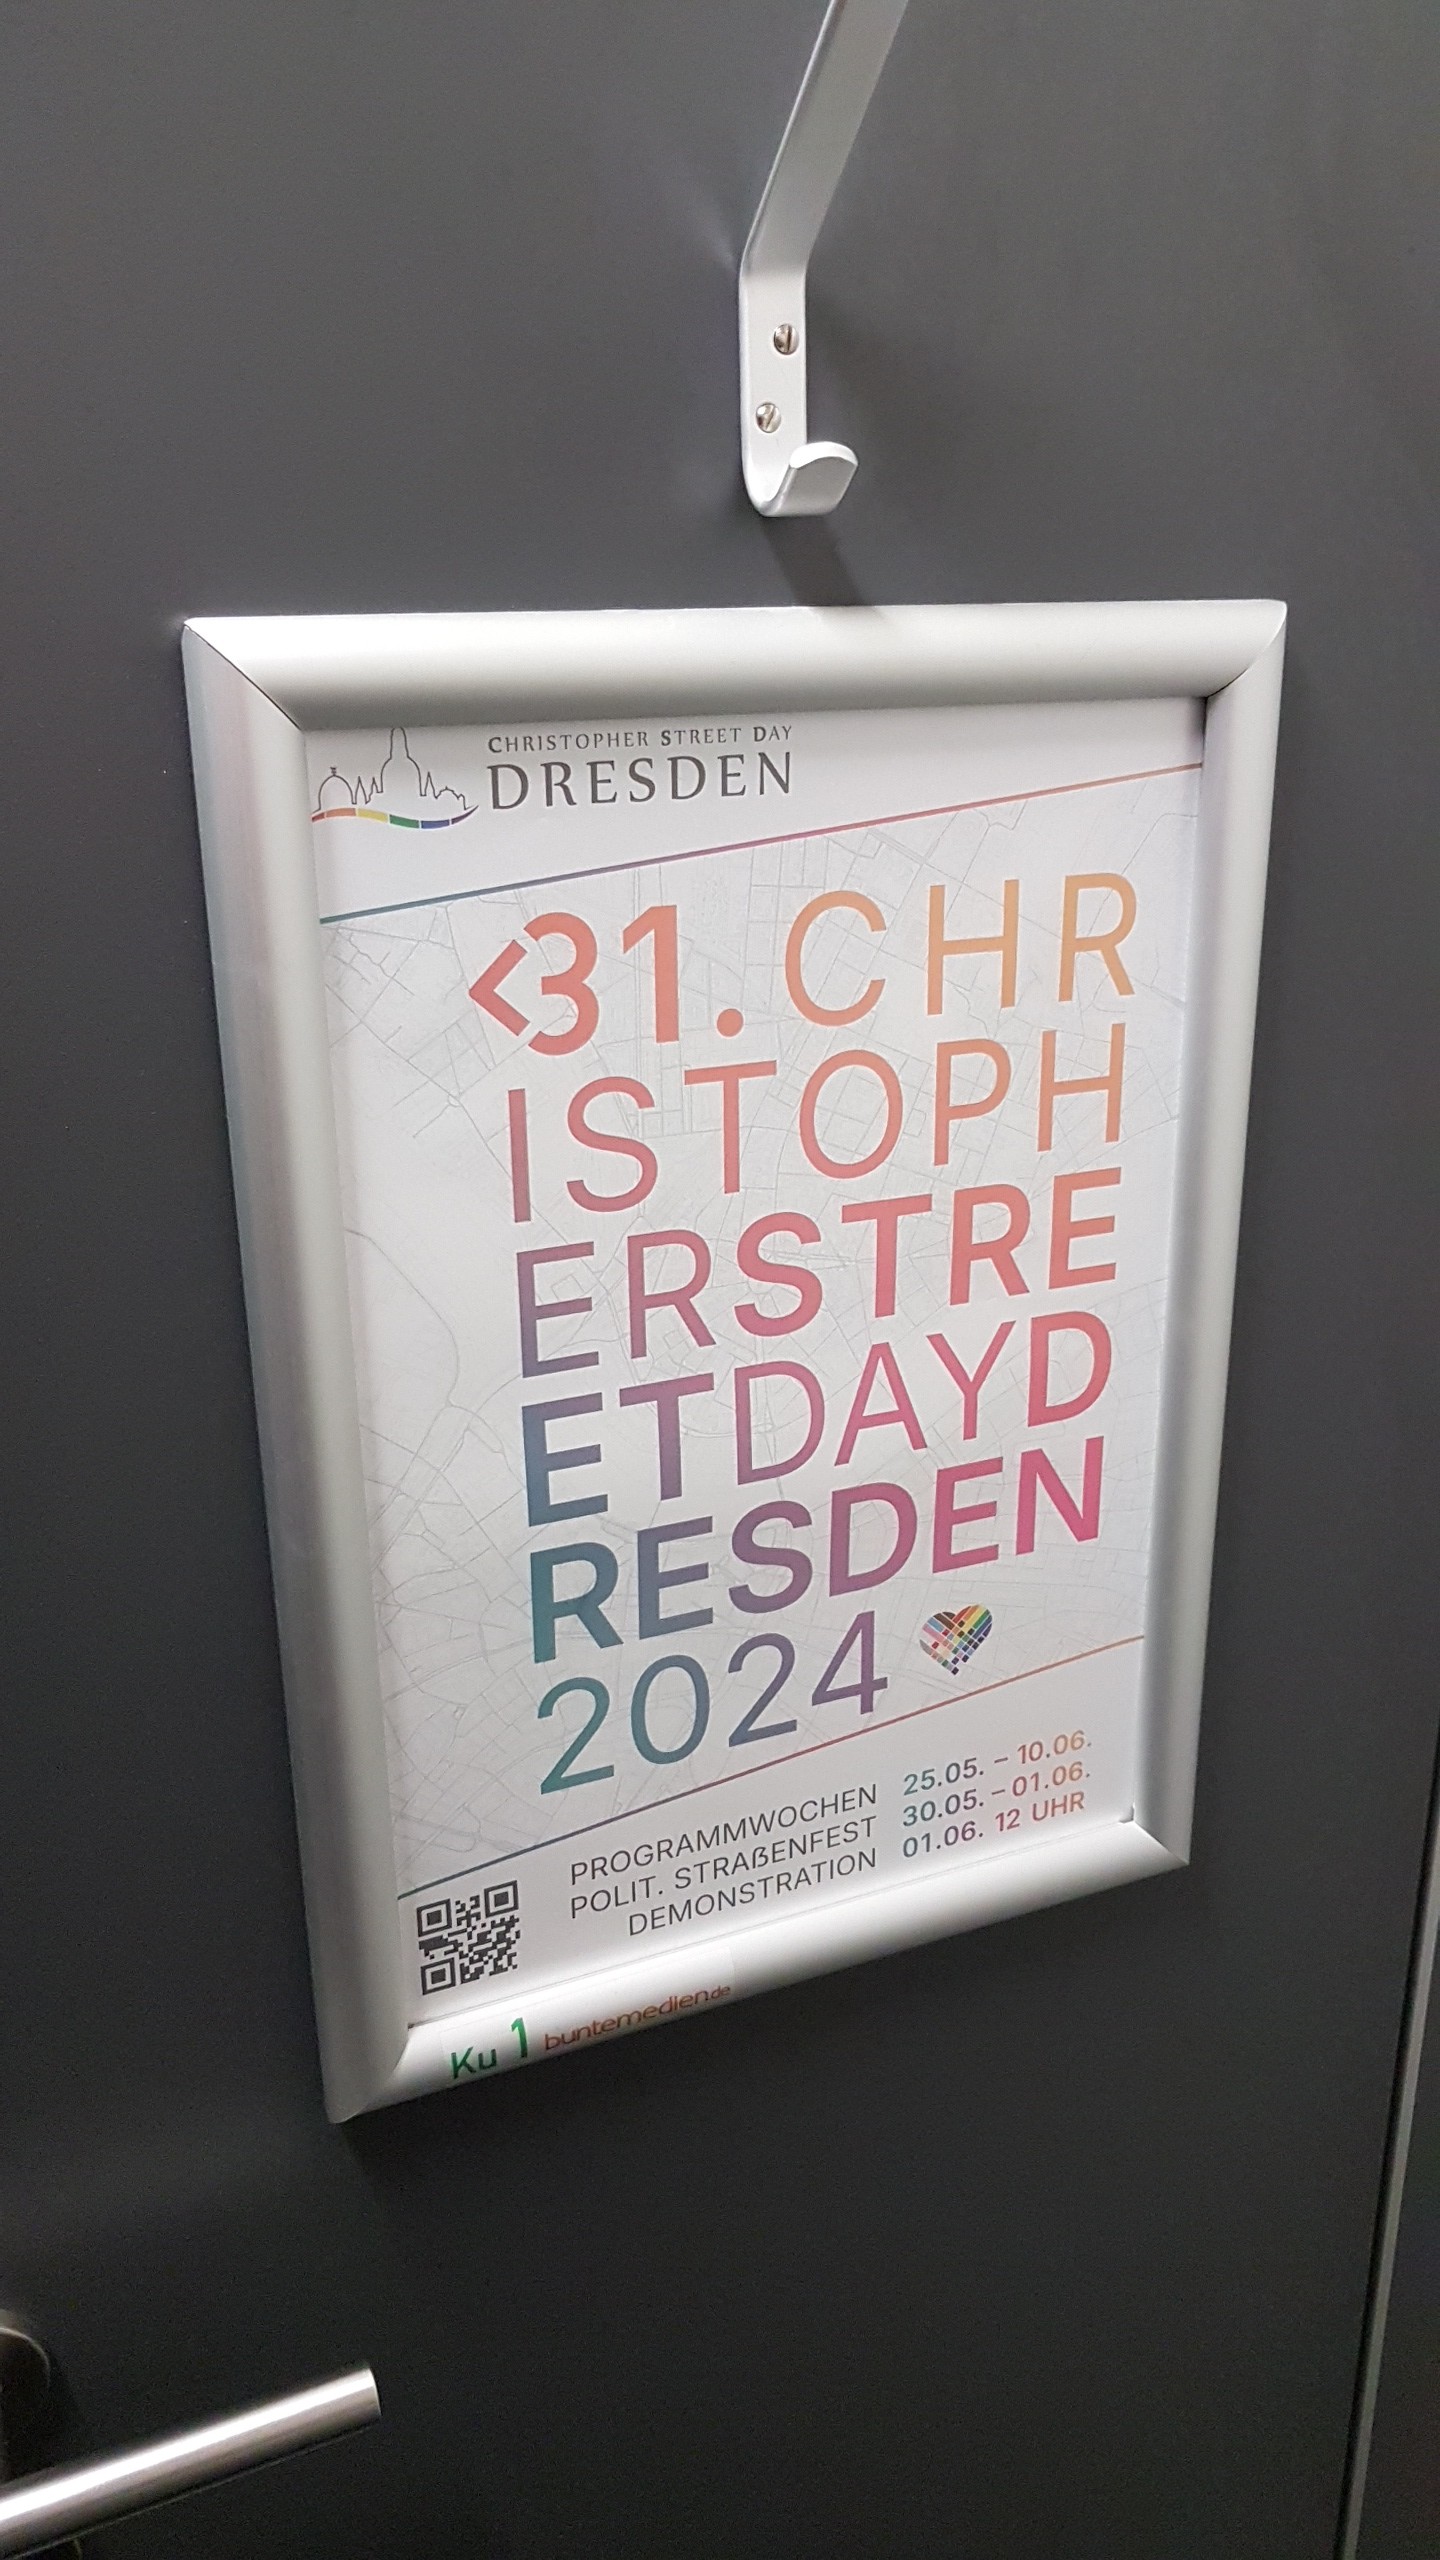 CHRISTOPHER STREET DAY
DRESDEN
<31. CHR
ISTOPH
ERSTRE
ETDAYD
RESDEN
2024
PROGRAMMWOCHEN 25.05. – 10.06.
POLIT. STRAßENFEST 30.05. – 01.06.
DEMONSTRATION 01.06. 12 UHR
Ku 1 buntemedien.de